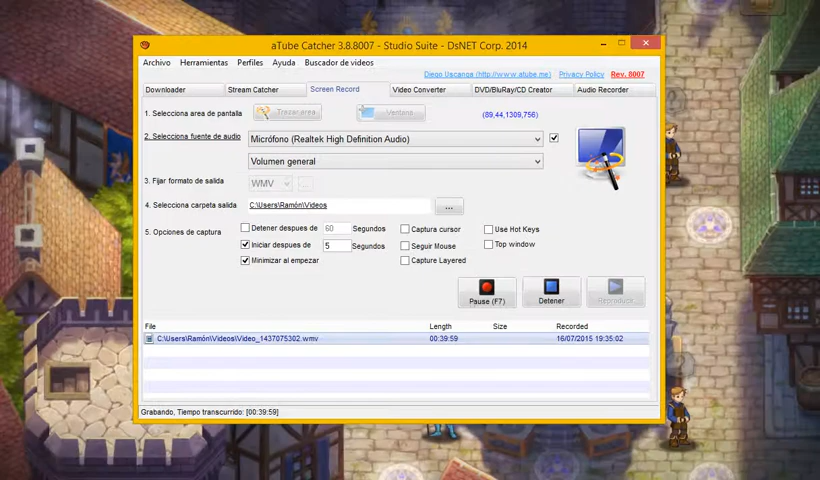 aTube Catcher 3.8.8007 - Studio Suite - DsNET Corp. 2014
Archivo Herramientas Perfiles Ayuda Buscador de videos
Diego Uscanga (http://www.atube.me) Privacy Policy Rev. 8007
Downloader Stream Catcher Screen Record Video Converter DVD/BluRay/CD Creator Audio Recorder
1. Selecciona area de pantalla Trazar area Ventana (89,44,1309,756)
2. Selecciona fuente de audio Micrófono (Realtek High Definition Audio)
Volumen general
3. Fijar formato de salida WMV ...
4. Selecciona carpeta salida C:\Users\Ramón\Videos ...
5. Opciones de captura Detener despues de 60 Segundos Captura cursor Use Hot Keys
Iniciar despues de 5 Segundos Seguir Mouse Top window
Minimizar al empezar Capture Layered
Pause (F7) Detener Reproducir
File Length Size Recorded
C:\Users\Ramón\Videos\Video_1437075302.wmv 00:39:59 16/07/2015 19:35:02
Grabando, Tiempo transcurrido: [00:39:59]